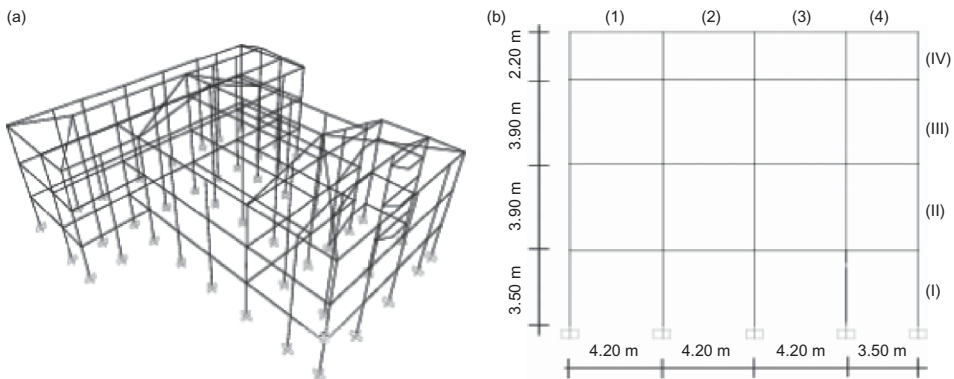 (a)
(b)
(1) (2) (3) (4)
2.20 m
(IV)
3.90 m
(III)
3.90 m
(II)
3.50 m
(I)
4.20 m 4.20 m 4.20 m 3.50 m